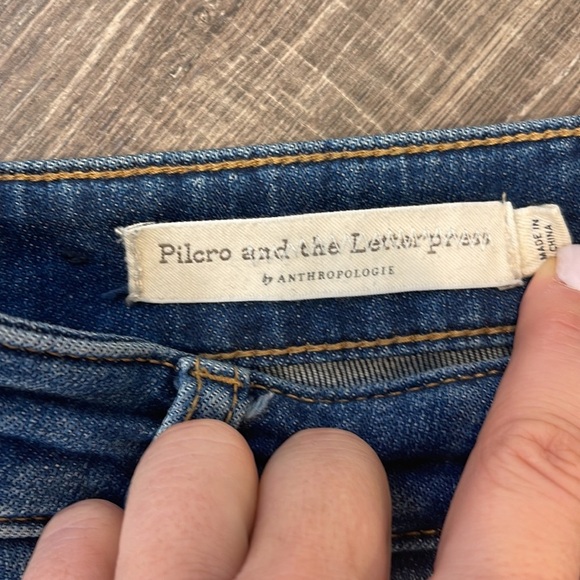 Pilcro and the Letterpress
by ANTHROPOLOGIE
MADE IN
CHINA